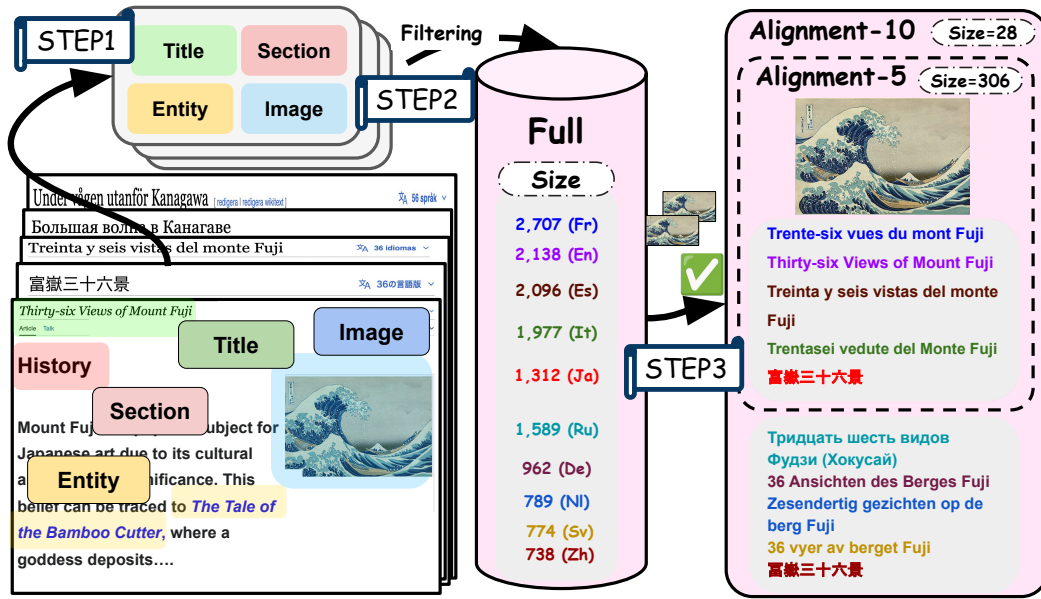 STEP1
Title
Section
Entity
Image
STEP2
Filtering
Under vågen utanför Kanagawa [ redigera | redigera wikitext ] 56 språk
Большая волна в Канагаве
Treinta y seis vistas del monte Fuji 36 idiomas
富嶽三十六景 36の言語版
Thirty-six Views of Mount Fuji
Article Talk
Title
Image
History
Section
Mount subject for
Japanese art due to its cultural
Entity
significance. This
belief can be traced to The Tale of
the Bamboo Cutter, where a
goddess deposits....
Full
Size
2,707 (Fr)
2,138 (En)
2,096 (Es)
1,977 (It)
1,312 (Ja)
1,589 (Ru)
962 (De)
789 (Nl)
774 (Sv)
738 (Zh)
STEP3
Alignment-10 Size=28
Alignment-5 Size=306
Trente-six vues du mont Fuji
Thirty-six Views of Mount Fuji
Treinta y seis vistas del monte
Fuji
Trentasei vedute del Monte Fuji
富嶽三十六景
Тридцать шесть видов
Фудзи (Хокусай)
36 Ansichten des Berges Fuji
Zesendertig gezichten op de
berg Fuji
36 vyer av berget Fuji
冨嶽三十六景